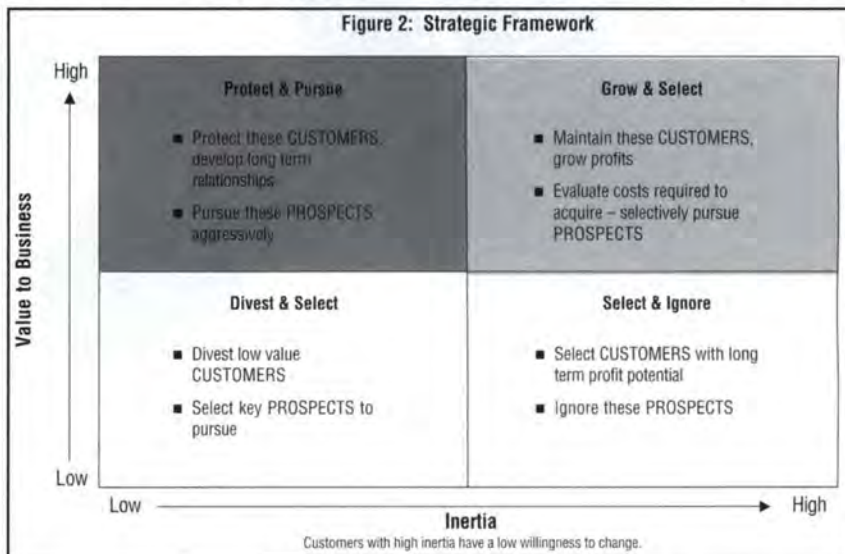 Figure 2: Strategic Framework
High
Protect & Pursue
■ Protect these CUSTOMERS,
develop long term
relationships
■ Pursue these PROSPECTS
aggressively
Grow & Select
■ Maintain these CUSTOMERS,
grow profits
■ Evaluate costs required to
acquire – selectively pursue
PROSPECTS
Value to Business
Divest & Select
■ Divest low value
CUSTOMERS
■ Select key PROSPECTS to
pursue
Select & Ignore
■ Select CUSTOMERS with long
term profit potential
■ Ignore these PROSPECTS
Low
Low
High
Inertia
Customers with high inertia have a low willingness to change.